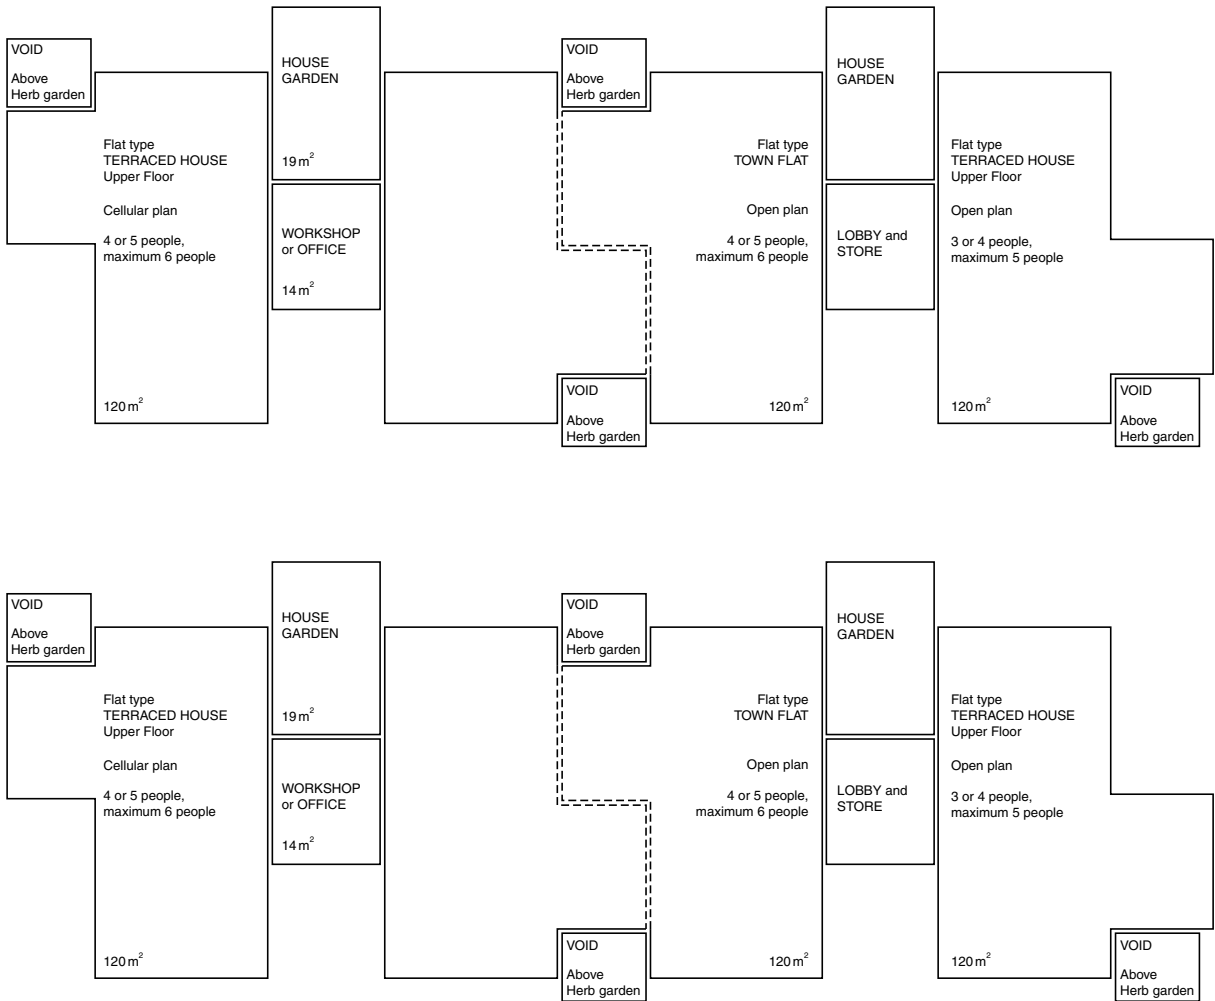 VOID
Above
Herb garden
Flat type
TERRACED HOUSE
Upper Floor
Cellular plan
4 or 5 people,
maximum 6 people
120 m²
HOUSE
GARDEN
19 m²
WORKSHOP
or OFFICE
14 m²
VOID
Above
Herb garden
Flat type
TOWN FLAT
Open plan
4 or 5 people,
maximum 6 people
120 m²
VOID
Above
Herb garden
HOUSE
GARDEN
LOBBY and
STORE
Flat type
TERRACED HOUSE
Upper Floor
Open plan
3 or 4 people,
maximum 5 people
120 m²
VOID
Above
Herb garden
VOID
Above
Herb garden
Flat type
TERRACED HOUSE
Upper Floor
Cellular plan
4 or 5 people,
maximum 6 people
120 m²
HOUSE
GARDEN
19 m²
WORKSHOP
or OFFICE
14 m²
VOID
Above
Herb garden
Flat type
TOWN FLAT
Open plan
4 or 5 people,
maximum 6 people
120 m²
VOID
Above
Herb garden
HOUSE
GARDEN
LOBBY and
STORE
Flat type
TERRACED HOUSE
Upper Floor
Open plan
3 or 4 people,
maximum 5 people
120 m²
VOID
Above
Herb garden